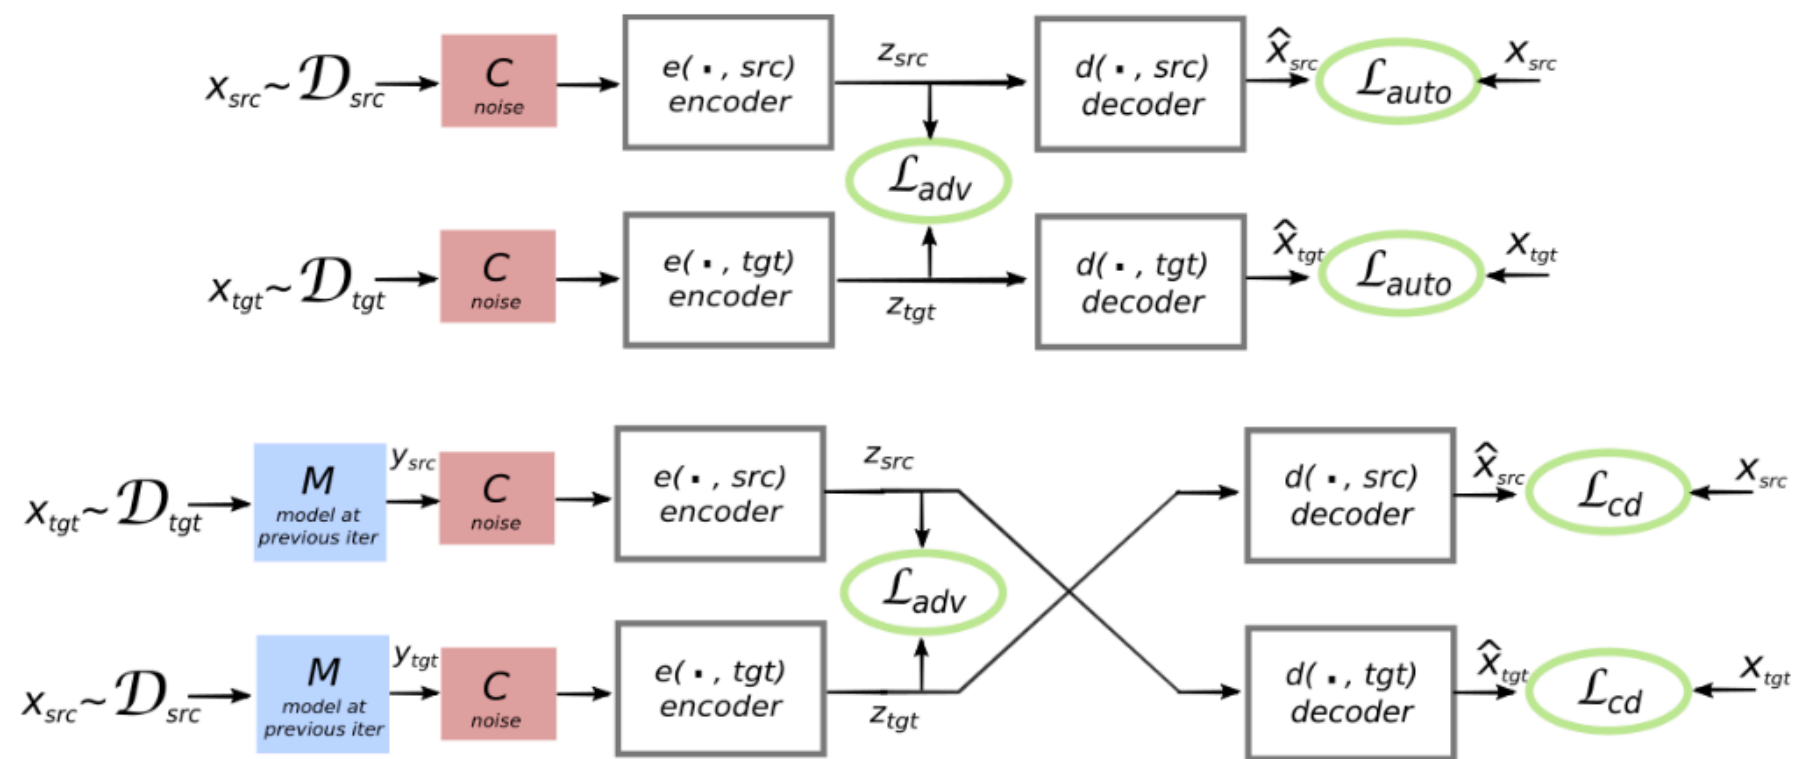 x_src ~ 𝒟_src
C
noise
e(·, src)
encoder
z_src
d(·, src)
decoder
x̂_src
ℒ_auto
x_src
ℒ_adv
x_tgt ~ 𝒟_tgt
C
noise
e(·, tgt)
encoder
z_tgt
d(·, tgt)
decoder
x̂_tgt
ℒ_auto
x_tgt
x_tgt ~ 𝒟_tgt
M
model at
previous iter
y_src
C
noise
e(·, src)
encoder
z_src
d(·, src)
decoder
x̂_src
ℒ_cd
x_src
ℒ_adv
x_src ~ 𝒟_src
M
model at
previous iter
y_tgt
C
noise
e(·, tgt)
encoder
z_tgt
d(·, tgt)
decoder
x̂_tgt
ℒ_cd
x_tgt